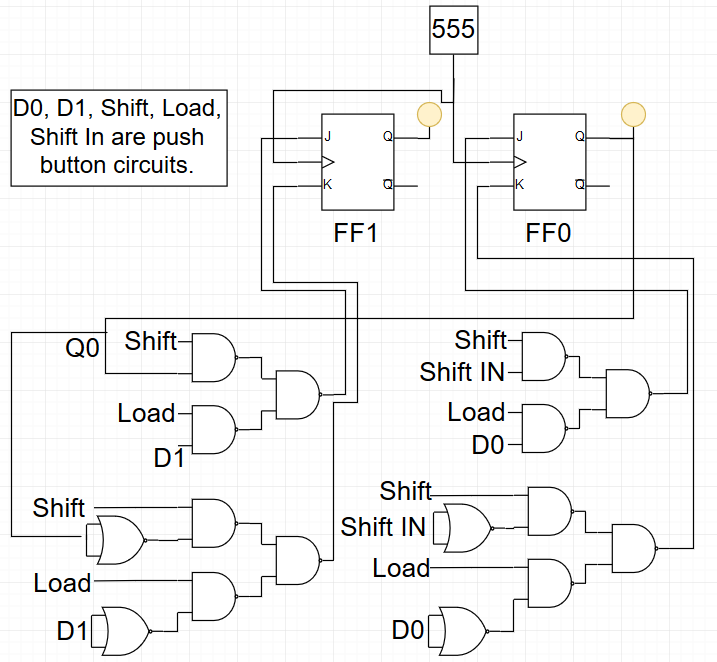 555
D0, D1, Shift, Load,
Shift In are push
button circuits.
J
Q
K
Q
FF1
J
Q
K
Q
FF0
Q0
Shift
Load
D1
Shift
Shift IN
Load
D0
Shift
Load
D1
Shift
Shift IN
Load
D0